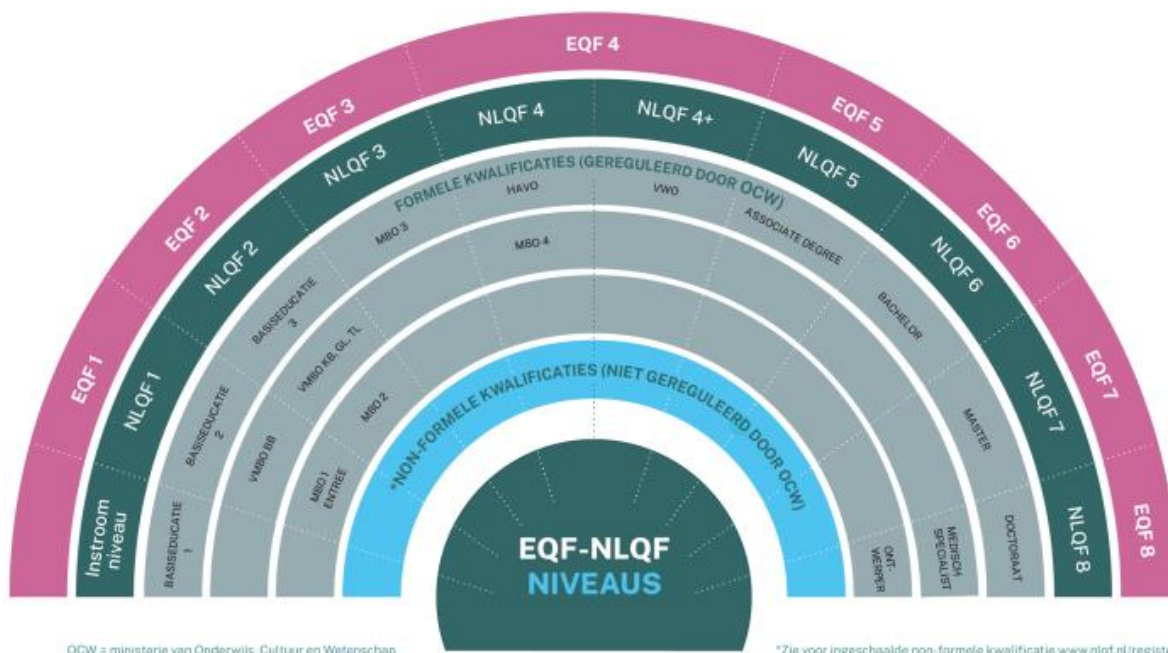 EQF 1
EQF 2
EQF 3
EQF 4
EQF 5
EQF 6
EQF 7
EQF 8
Instroom
niveau
NLQF 1
NLQF 2
NLQF 3
NLQF 4
NLQF 4+
NLQF 5
NLQF 6
NLQF 7
NLQF 8
FORMELE KWALIFICATIES (GEREGULEERD DOOR OCW)
BASISEDUCATIE
1
BASISEDUCATIE
2
BASISEDUCATIE
3
MBO 3
HAVO
VWO
ASSOCIATE DEGREE
BACHELOR
MASTER
DOCTORAAT
VMBO BB
VMBO KB, GL, TL
MBO 4
MEDISCH
SPECIALIST
MBO 1
ENTREE
MBO 2
ONT-
WERPER
*NON-FORMELE KWALIFICATIES (NIET GEREGULEERD DOOR OCW)
EQF-NLQF
NIVEAUS
OCW = ministerie van Onderwijs, Cultuur en Wetenschap.
*Zie voor ingeschaalde non-formele kwalificatie www.nlqf.nl/registe